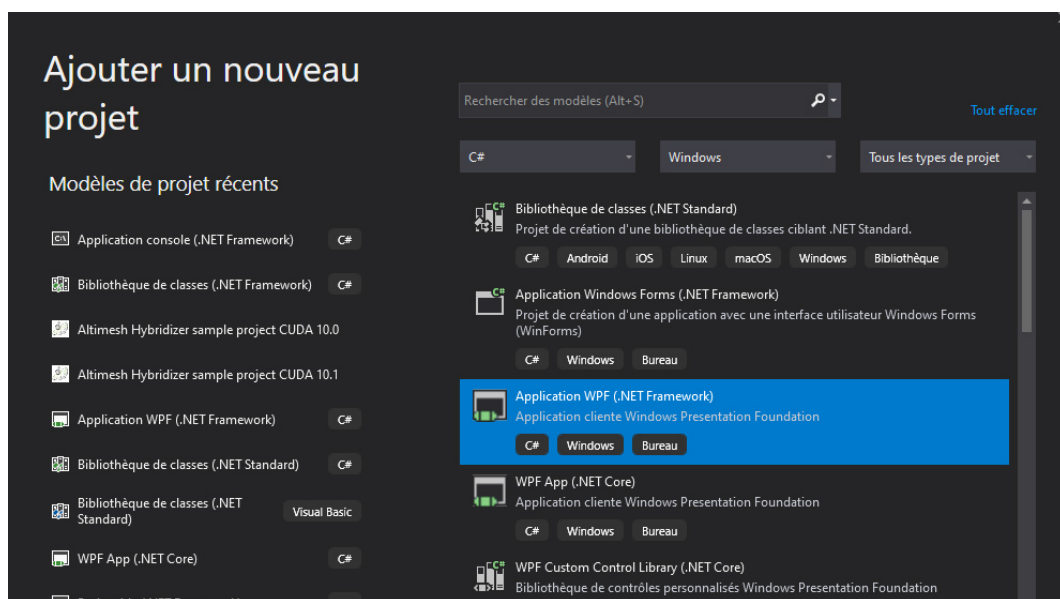 Ajouter un nouveau
projet
Rechercher des modèles (Alt+S)
Tout effacer
C#
Windows
Tous les types de projet
Modèles de projet récents
Application console (.NET Framework) C#
Bibliothèque de classes (.NET Framework) C#
Altimesh Hybridizer sample project CUDA 10.0
Altimesh Hybridizer sample project CUDA 10.1
Application WPF (.NET Framework) C#
Bibliothèque de classes (.NET Standard) C#
Bibliothèque de classes (.NET
Standard) Visual Basic
WPF App (.NET Core) C#
Bibliothèque de classes (.NET Standard)
Projet de création d'une bibliothèque de classes ciblant .NET Standard.
C# Android iOS Linux macOS Windows Bibliothèque
Application Windows Forms (.NET Framework)
Projet de création d'une application avec une interface utilisateur Windows Forms
(WinForms)
C# Windows Bureau
Application WPF (.NET Framework)
Application cliente Windows Presentation Foundation
C# Windows Bureau
WPF App (.NET Core)
Application cliente Windows Presentation Foundation
C# Windows Bureau
WPF Custom Control Library (.NET Core)
Bibliothèque de contrôles personnalisés Windows Presentation Foundation